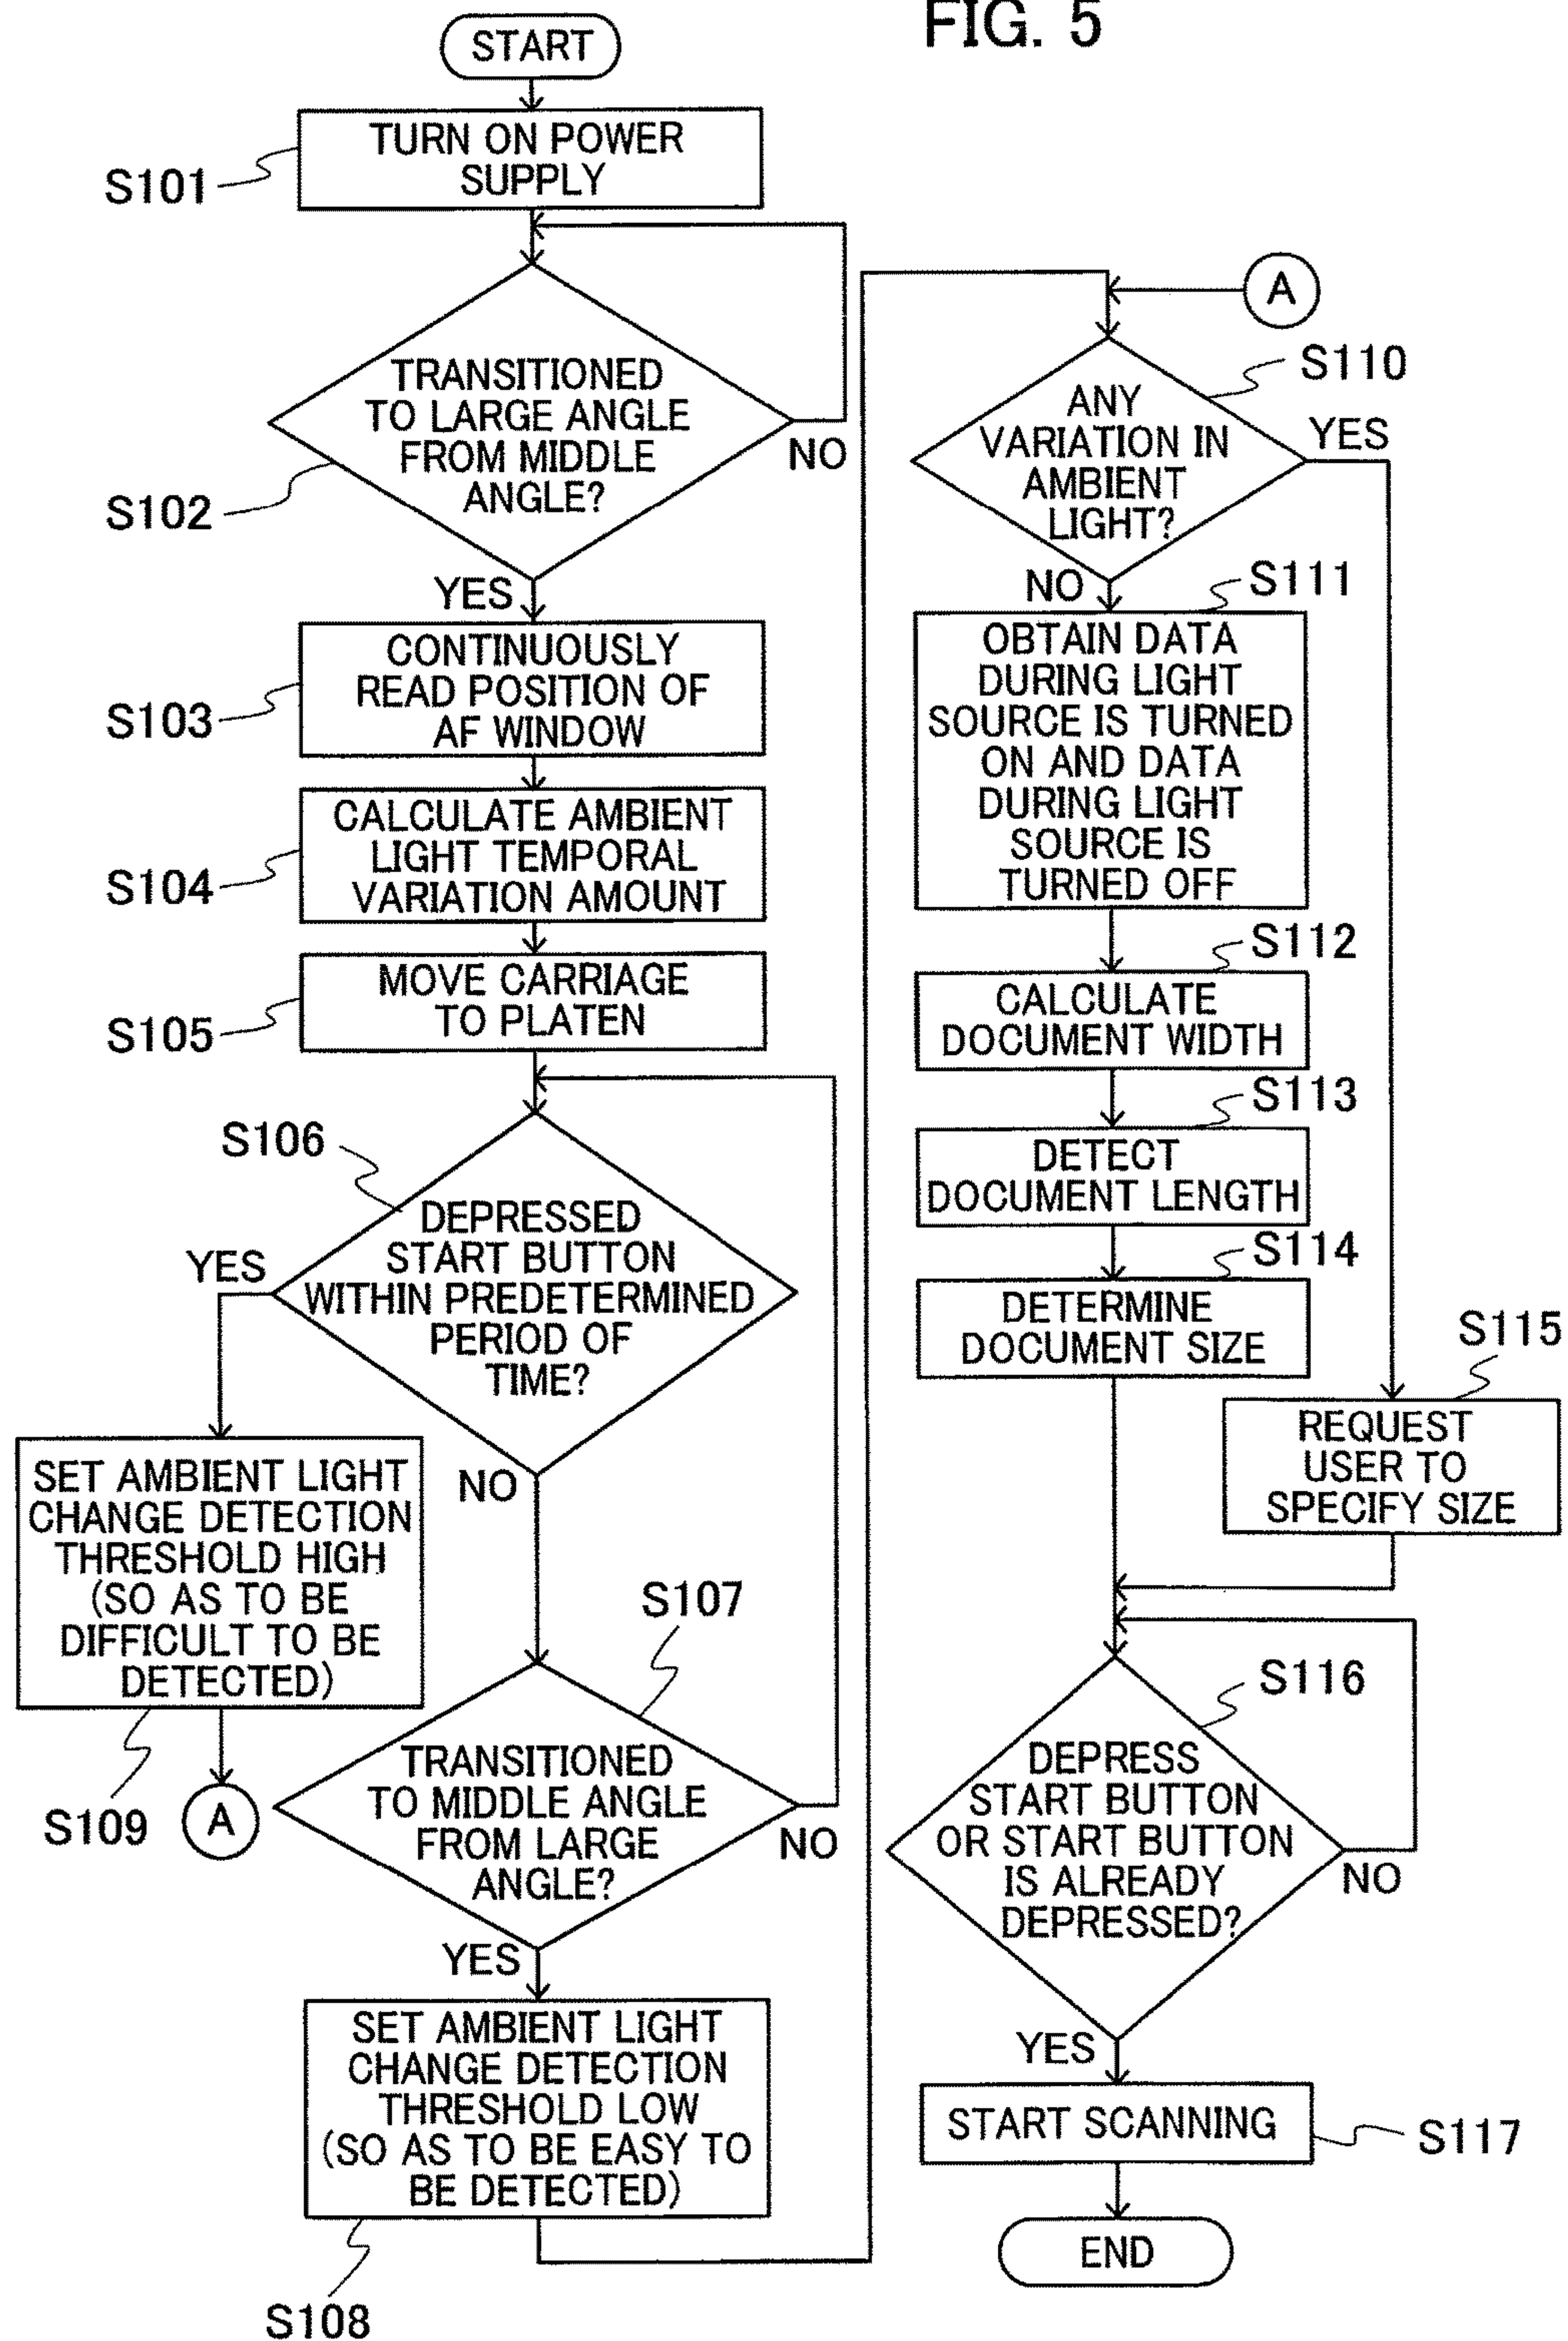 FIG. 5
START
TURN ON POWER
SUPPLY
S101
TRANSITIONED
TO LARGE ANGLE
FROM MIDDLE
ANGLE?
NO
S102
YES
CONTINUOUSLY
READ POSITION OF
AF WINDOW
S103
CALCULATE AMBIENT
LIGHT TEMPORAL
VARIATION AMOUNT
S104
MOVE CARRIAGE
TO PLATEN
S105
S106
DEPRESSED
START BUTTON
WITHIN PREDETERMINED
PERIOD OF
TIME?
YES
NO
SET AMBIENT LIGHT
CHANGE DETECTION
THRESHOLD HIGH
(SO AS TO BE
DIFFICULT TO BE
DETECTED)
S109
A
S107
TRANSITIONED
TO MIDDLE ANGLE
FROM LARGE
ANGLE?
NO
YES
SET AMBIENT LIGHT
CHANGE DETECTION
THRESHOLD LOW
(SO AS TO BE EASY TO
BE DETECTED)
S108
A
S110
ANY
VARIATION IN
AMBIENT
LIGHT?
YES
NO
S111
OBTAIN DATA
DURING LIGHT
SOURCE IS TURNED
ON AND DATA
DURING LIGHT
SOURCE IS
TURNED OFF
S112
CALCULATE
DOCUMENT WIDTH
S113
DETECT
DOCUMENT LENGTH
S114
DETERMINE
DOCUMENT SIZE
S115
REQUEST
USER TO
SPECIFY SIZE
S116
DEPRESS
START BUTTON
OR START BUTTON
IS ALREADY
DEPRESSED?
NO
YES
START SCANNING
S117
END